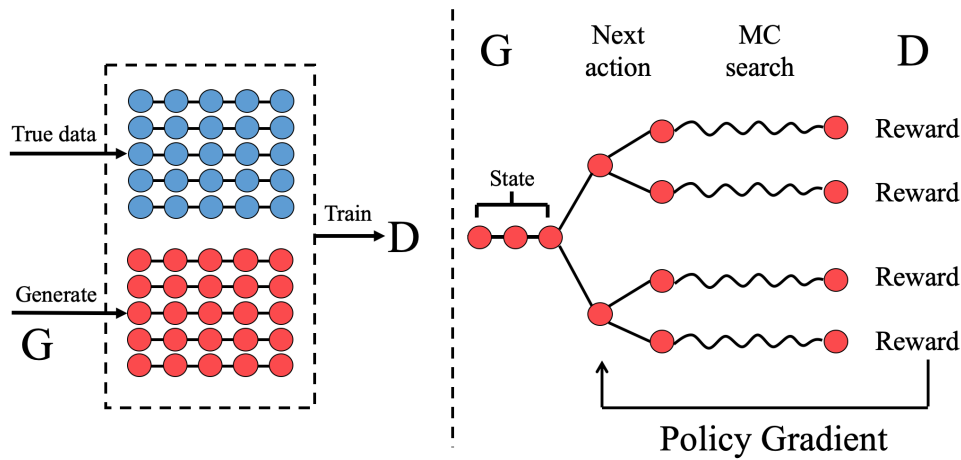 True data
Generate
G
Train
D
G
Next
action
MC
search
D
State
Reward
Reward
Reward
Reward
Policy Gradient